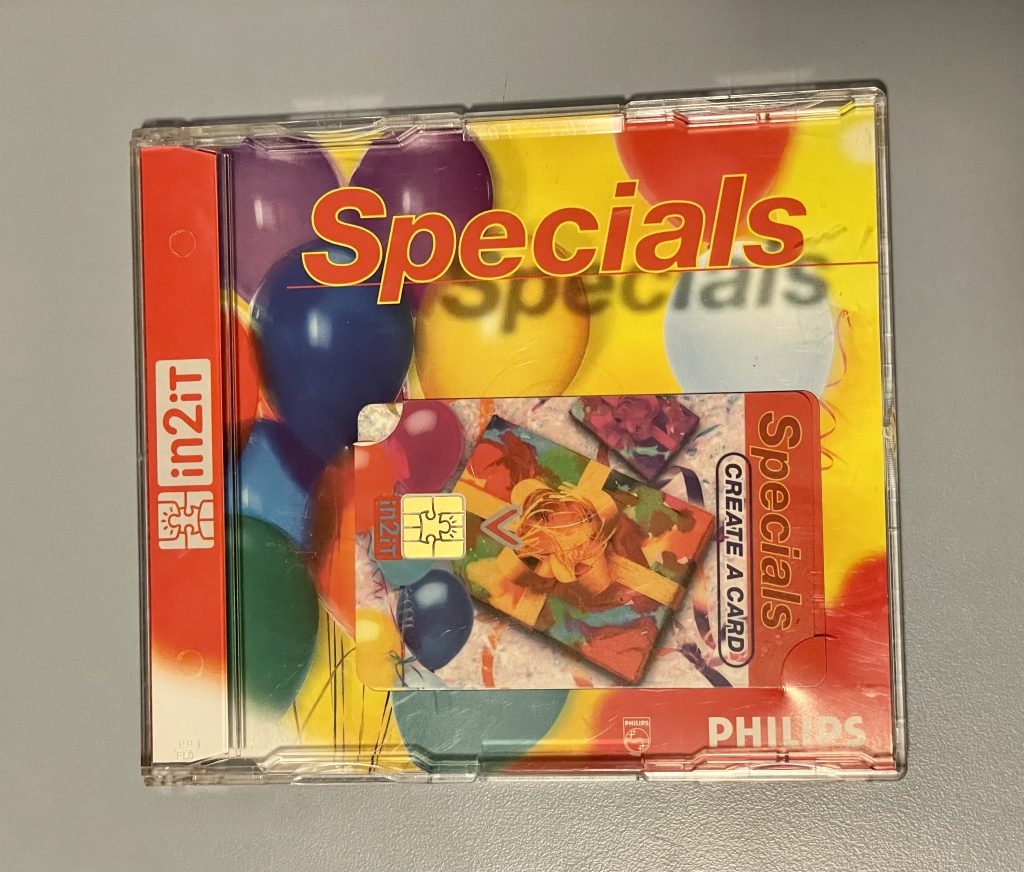 Specials
Specials
in2iT
Specials
CREATE A CARD
in2iT
PHILIPS
PHILIPS